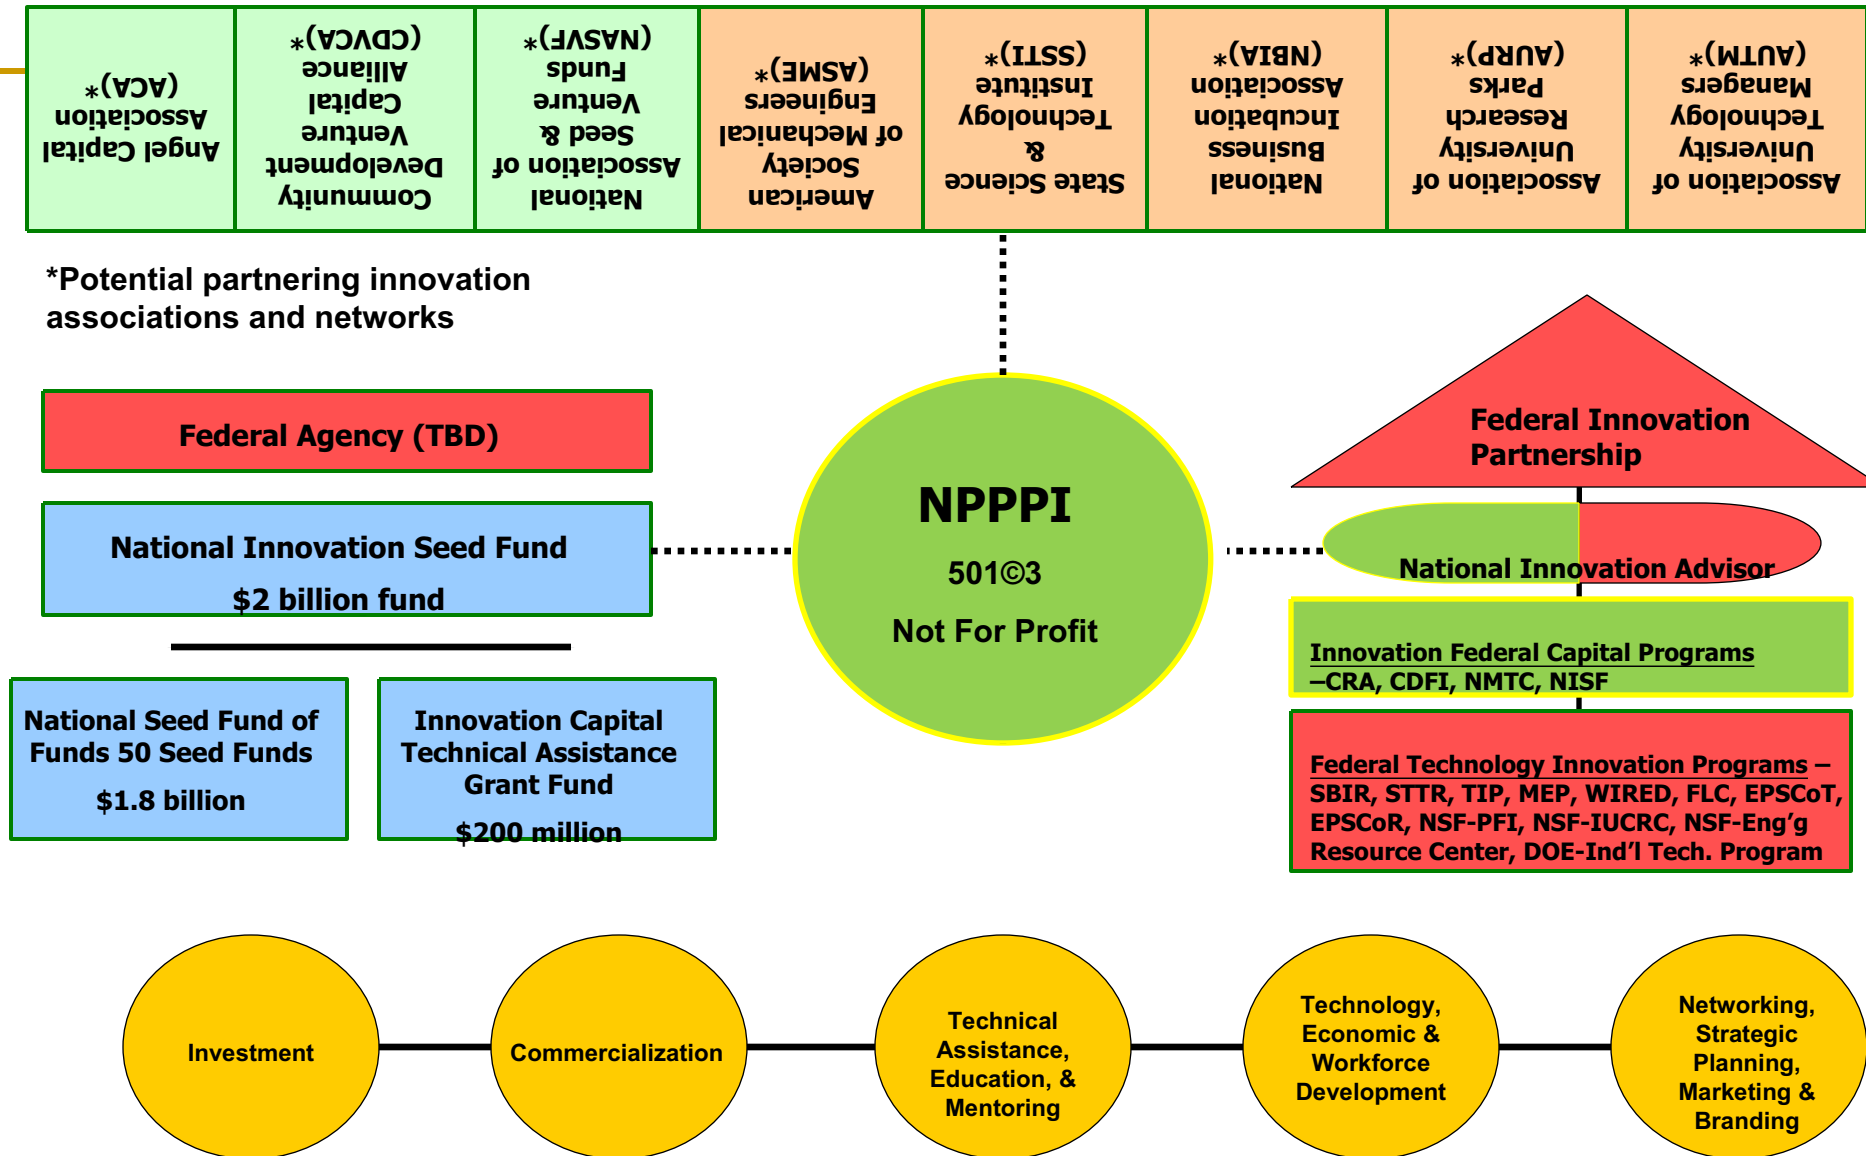 Angel Capital
Association
(ACA)*
Community
Development
Venture
Capital
Alliance
(CDVCA)*
National
Association of
Seed &
Venture
Funds
(NASVF)*
American
Society
of Mechanical
Engineers
(ASME)*
State Science
&
Technology
Institute
(SSTI)*
National
Business
Incubation
Association
(NBIA)*
Association of
University
Research
Parks
(AURP)*
Association of
University
Technology
Managers
(AUTM)*
*Potential partnering innovation
associations and networks
Federal Agency (TBD)
National Innovation Seed Fund
$2 billion fund
National Seed Fund of
Funds 50 Seed Funds
$1.8 billion
Innovation Capital
Technical Assistance
Grant Fund
$200 million
NPPPI
501©3
Not For Profit
Federal Innovation
Partnership
National Innovation Advisor
Innovation Federal Capital Programs
–CRA, CDFI, NMTC, NISF
Federal Technology Innovation Programs –
SBIR, STTR, TIP, MEP, WIRED, FLC, EPSCoT,
EPSCoR, NSF-PFI, NSF-IUCRC, NSF-Eng’g
Resource Center, DOE-Ind’l Tech. Program
Investment
Commercialization
Technical
Assistance,
Education, &
Mentoring
Technology,
Economic &
Workforce
Development
Networking,
Strategic
Planning,
Marketing &
Branding